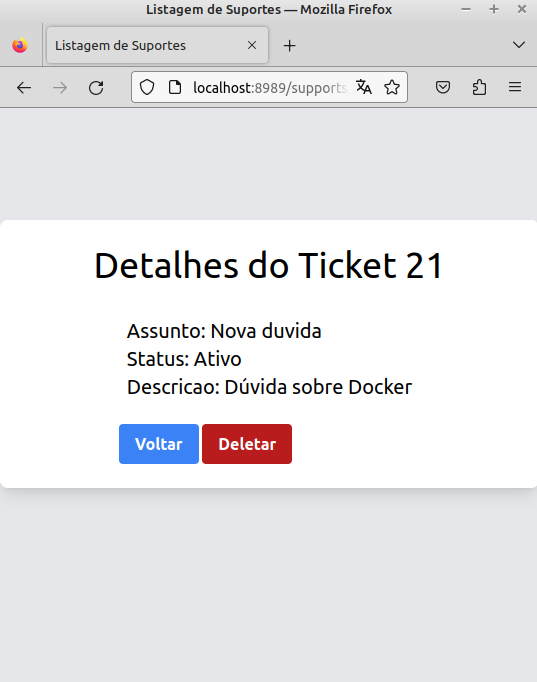 Listagem de Suportes — Mozilla Firefox
Listagem de Suportes
localhost:8989/supports
Detalhes do Ticket 21
Assunto: Nova duvida
Status: Ativo
Descricao: Dúvida sobre Docker
Voltar Deletar